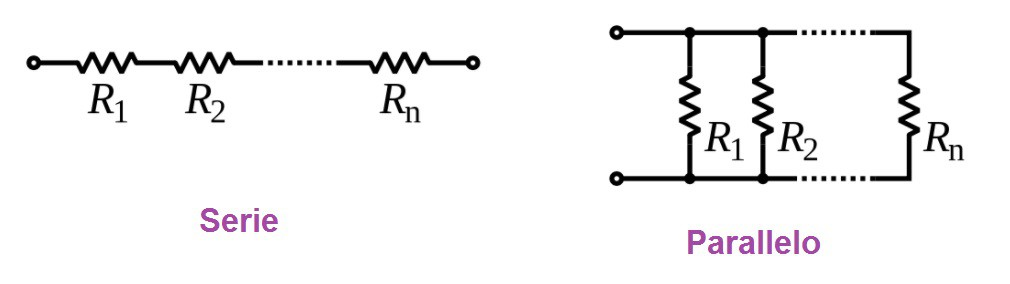 R1 R2 Rn
R1 R2 Rn
Serie
Parallelo